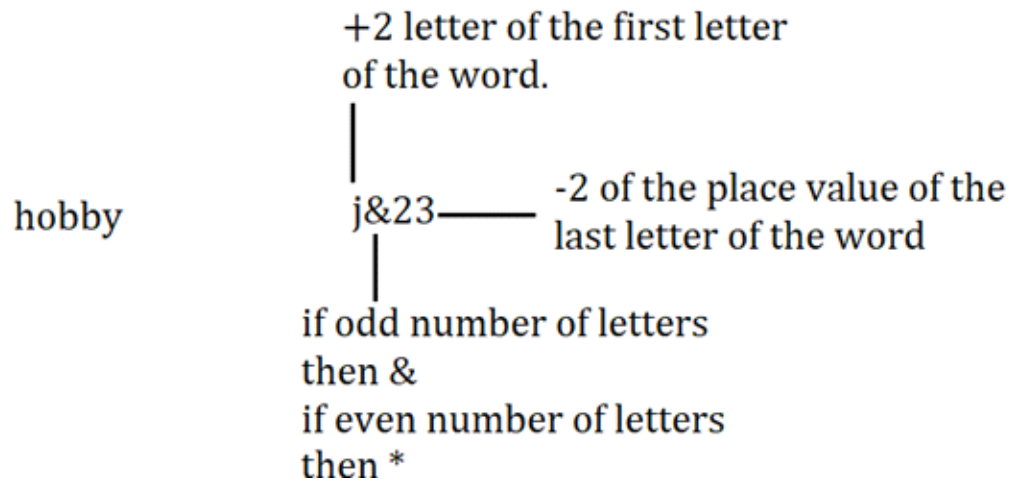 +2 letter of the first letter
of the word.
hobby
j&23
-2 of the place value of the
last letter of the word
if odd number of letters
then &
if even number of letters
then *